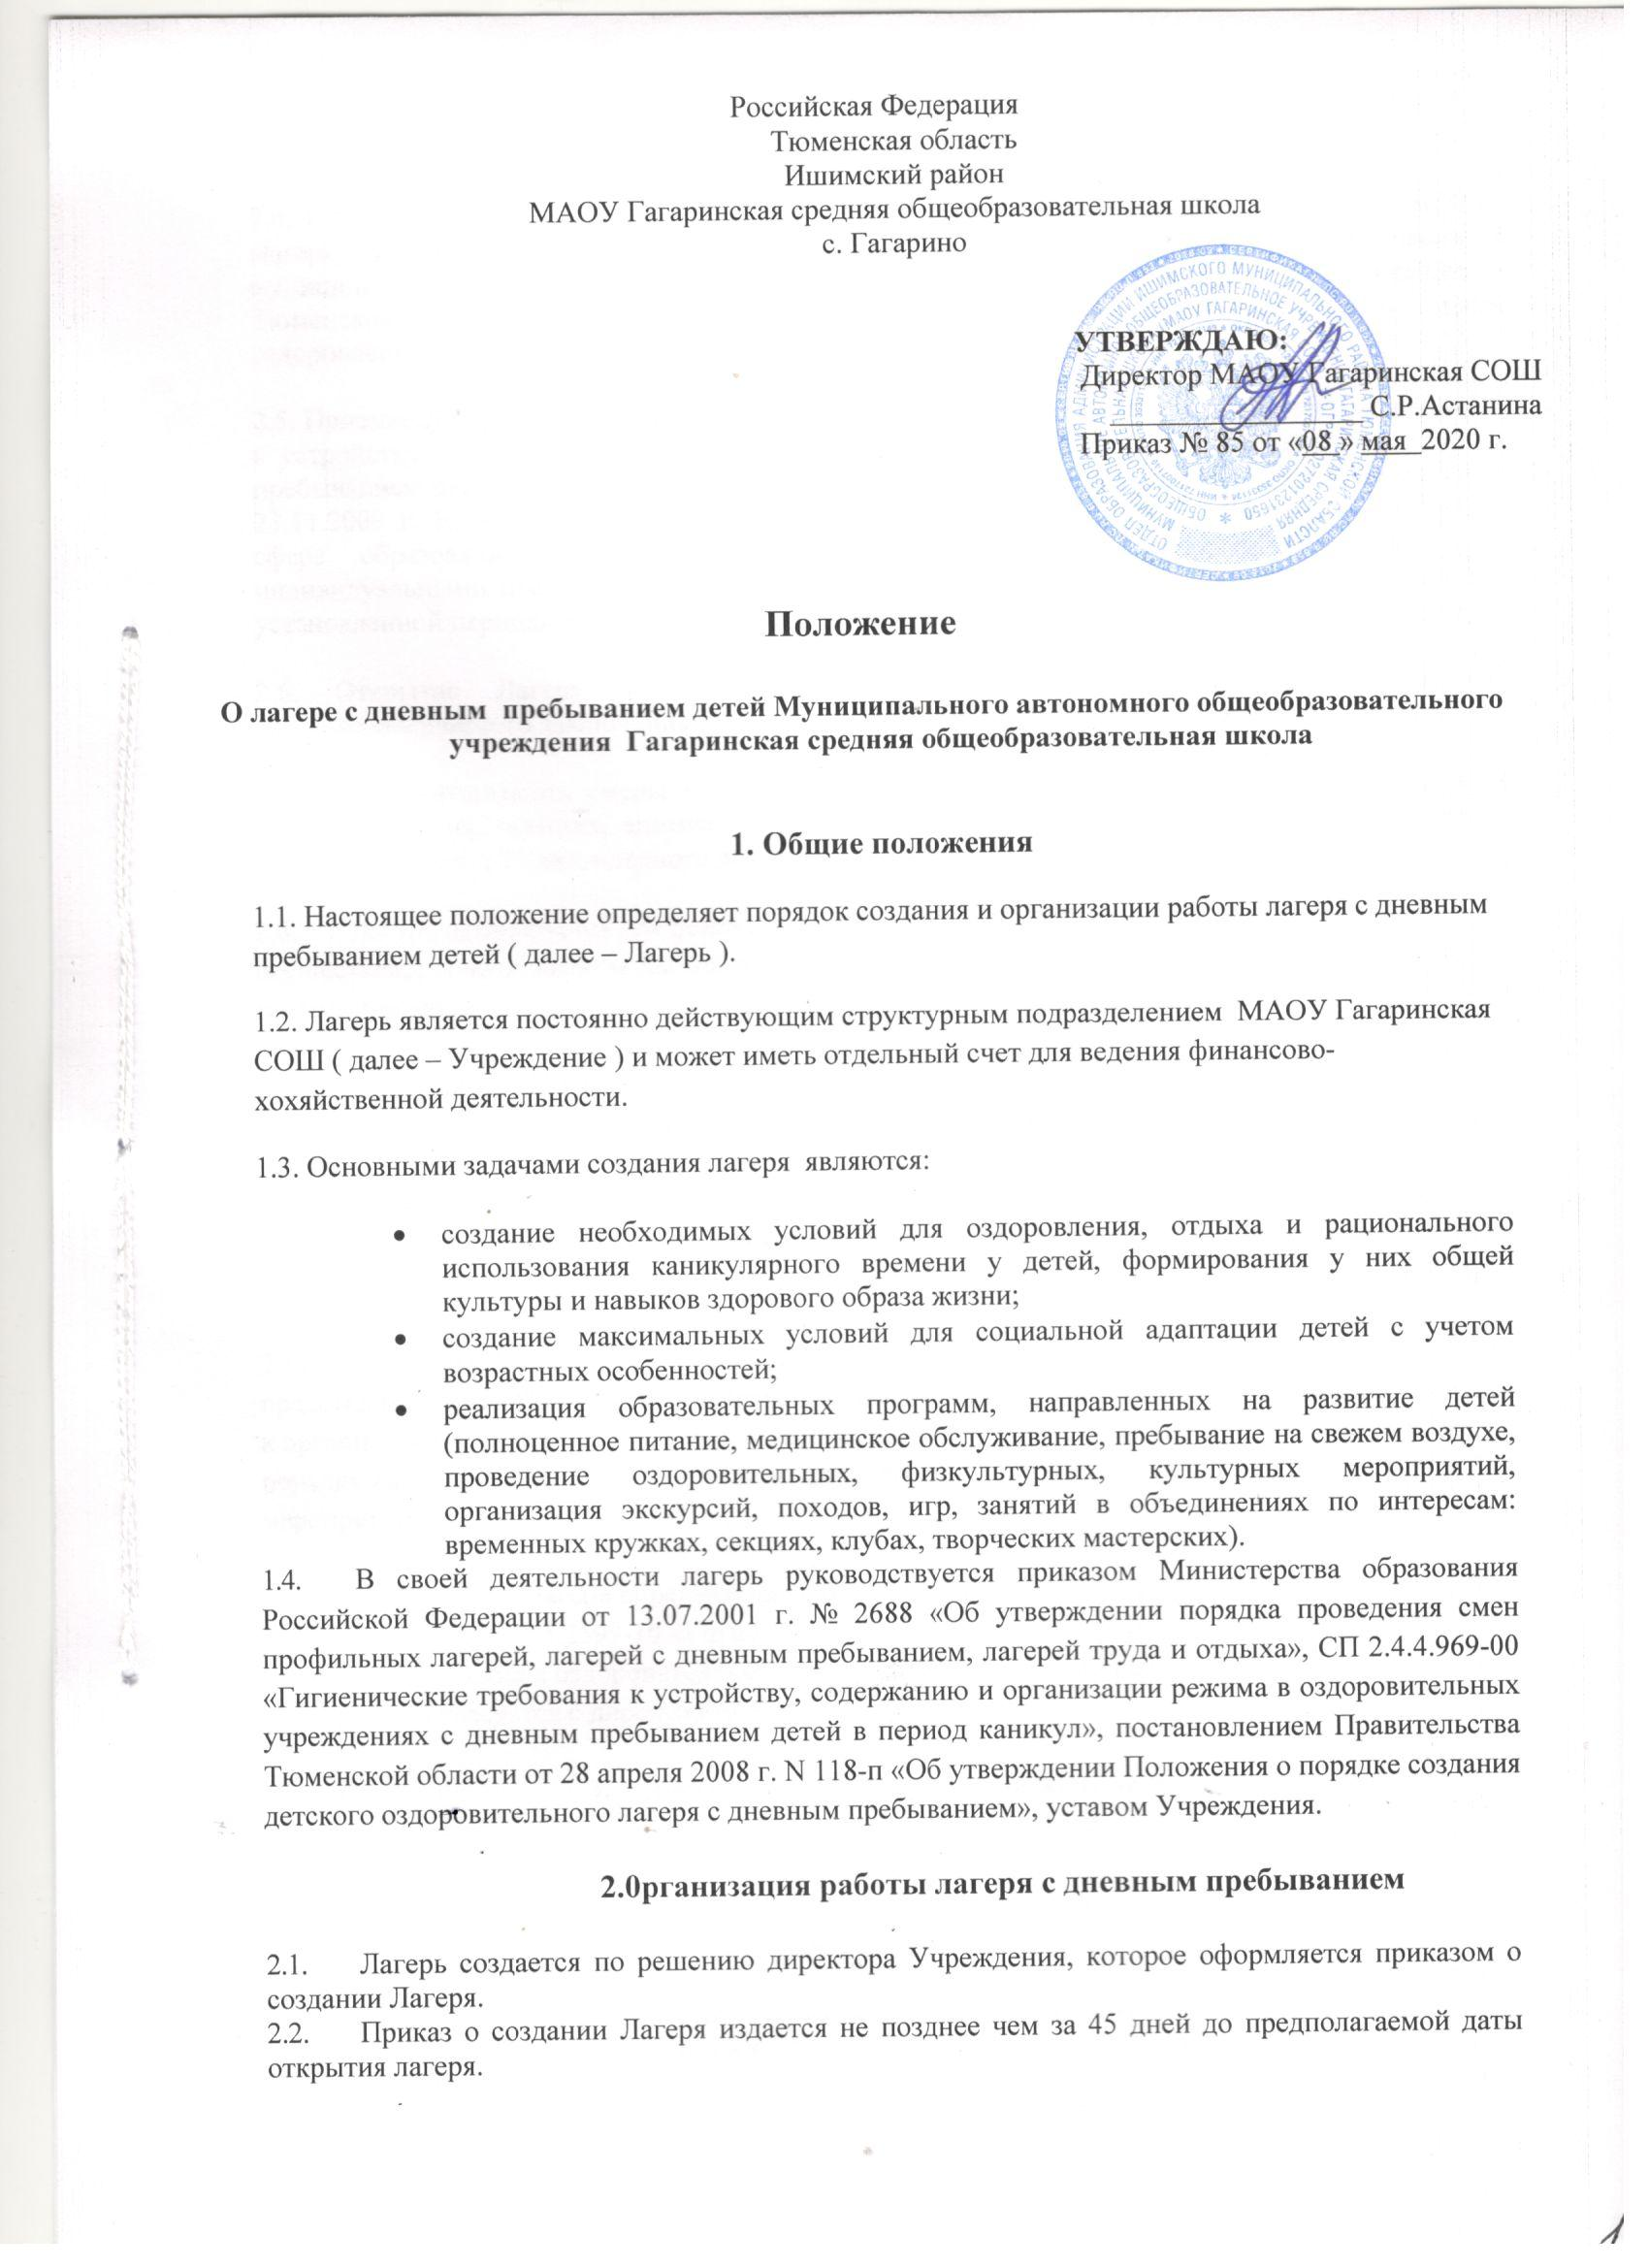 Российская Федерация
Тюменская область
Ишимский район
МАОУ Гагаринская средняя общеобразовательная школа
с. Гагарино
УТВЕРЖДАЮ:
Директор МАОУ Гагаринская СОШ
С.Р.Астанина
Приказ № 85 от «08 » мая 2020 г.
Положение
О лагере с дневным пребыванием детей Муниципального автономного общеобразовательного
учреждения Гагаринская средняя общеобразовательная школа
1. Общие положения
1.1. Настоящее положение определяет порядок создания и организации работы лагеря с дневным
пребыванием детей ( далее – Лагерь ).
1.2. Лагерь является постоянно действующим структурным подразделением МАОУ Гагаринская
СОШ ( далее – Учреждение ) и может иметь отдельный счет для ведения финансово-
хохяйственной деятельности.
1.3. Основными задачами создания лагеря являются:
• создание необходимых условий для оздоровления, отдыха и рационального
использования каникулярного времени у детей, формирования у них общей
культуры и навыков здорового образа жизни;
• создание максимальных условий для социальной адаптации детей с учетом
возрастных особенностей;
• реализация образовательных программ, направленных на развитие детей
(полноценное питание, медицинское обслуживание, пребывание на свежем воздухе,
проведение оздоровительных, физкультурных, культурных мероприятий,
организация экскурсий, походов, игр, занятий в объединениях по интересам:
временных кружках, секциях, клубах, творческих мастерских).
1.4. В своей деятельности лагерь руководствуется приказом Министерства образования
Российской Федерации от 13.07.2001 г. № 2688 «Об утверждении порядка проведения смен
профильных лагерей, лагерей с дневным пребыванием, лагерей труда и отдыха», СП 2.4.4.969-00
«Гигиенические требования к устройству, содержанию и организации режима в оздоровительных
учреждениях с дневным пребыванием детей в период каникул», постановлением Правительства
Тюменской области от 28 апреля 2008 г. N 118-п «Об утверждении Положения о порядке создания
детского оздоровительного лагеря с дневным пребыванием», уставом Учреждения.
2.0рганизация работы лагеря с дневным пребыванием
2.1. Лагерь создается по решению директора Учреждения, которое оформляется приказом о
создании Лагеря.
2.2. Приказ о создании Лагеря издается не позднее чем за 45 дней до предполагаемой даты
открытия лагеря.